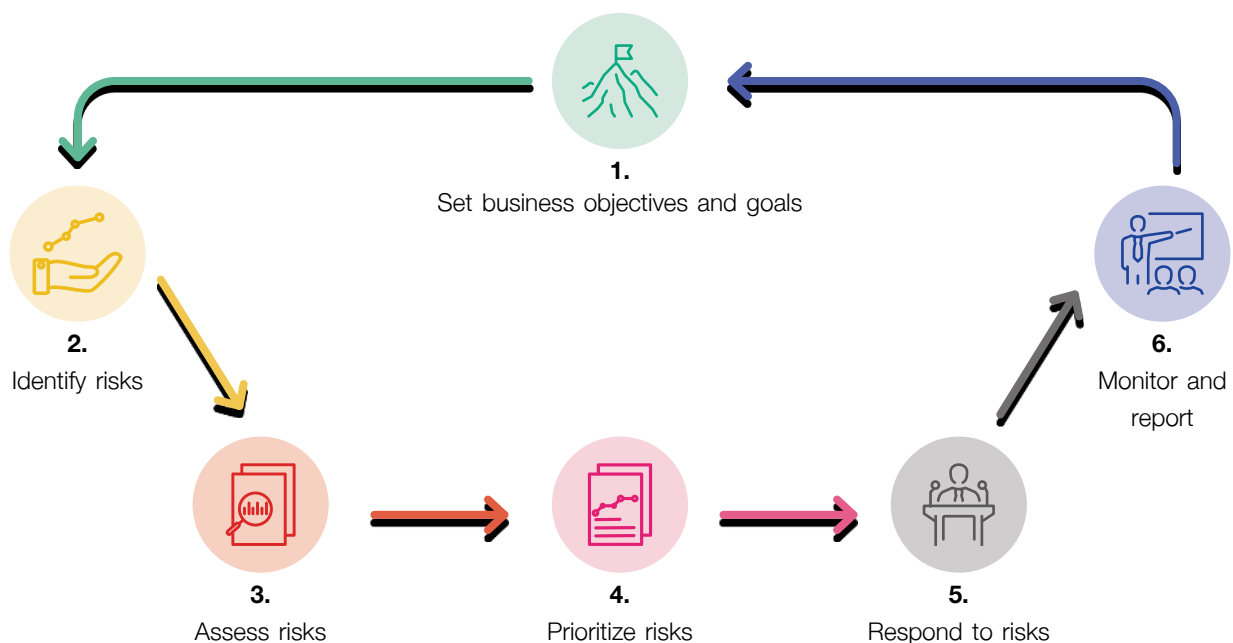 1.
Set business objectives and goals
2.
Identify risks
3.
Assess risks
4.
Prioritize risks
5.
Respond to risks
6.
Monitor and
report